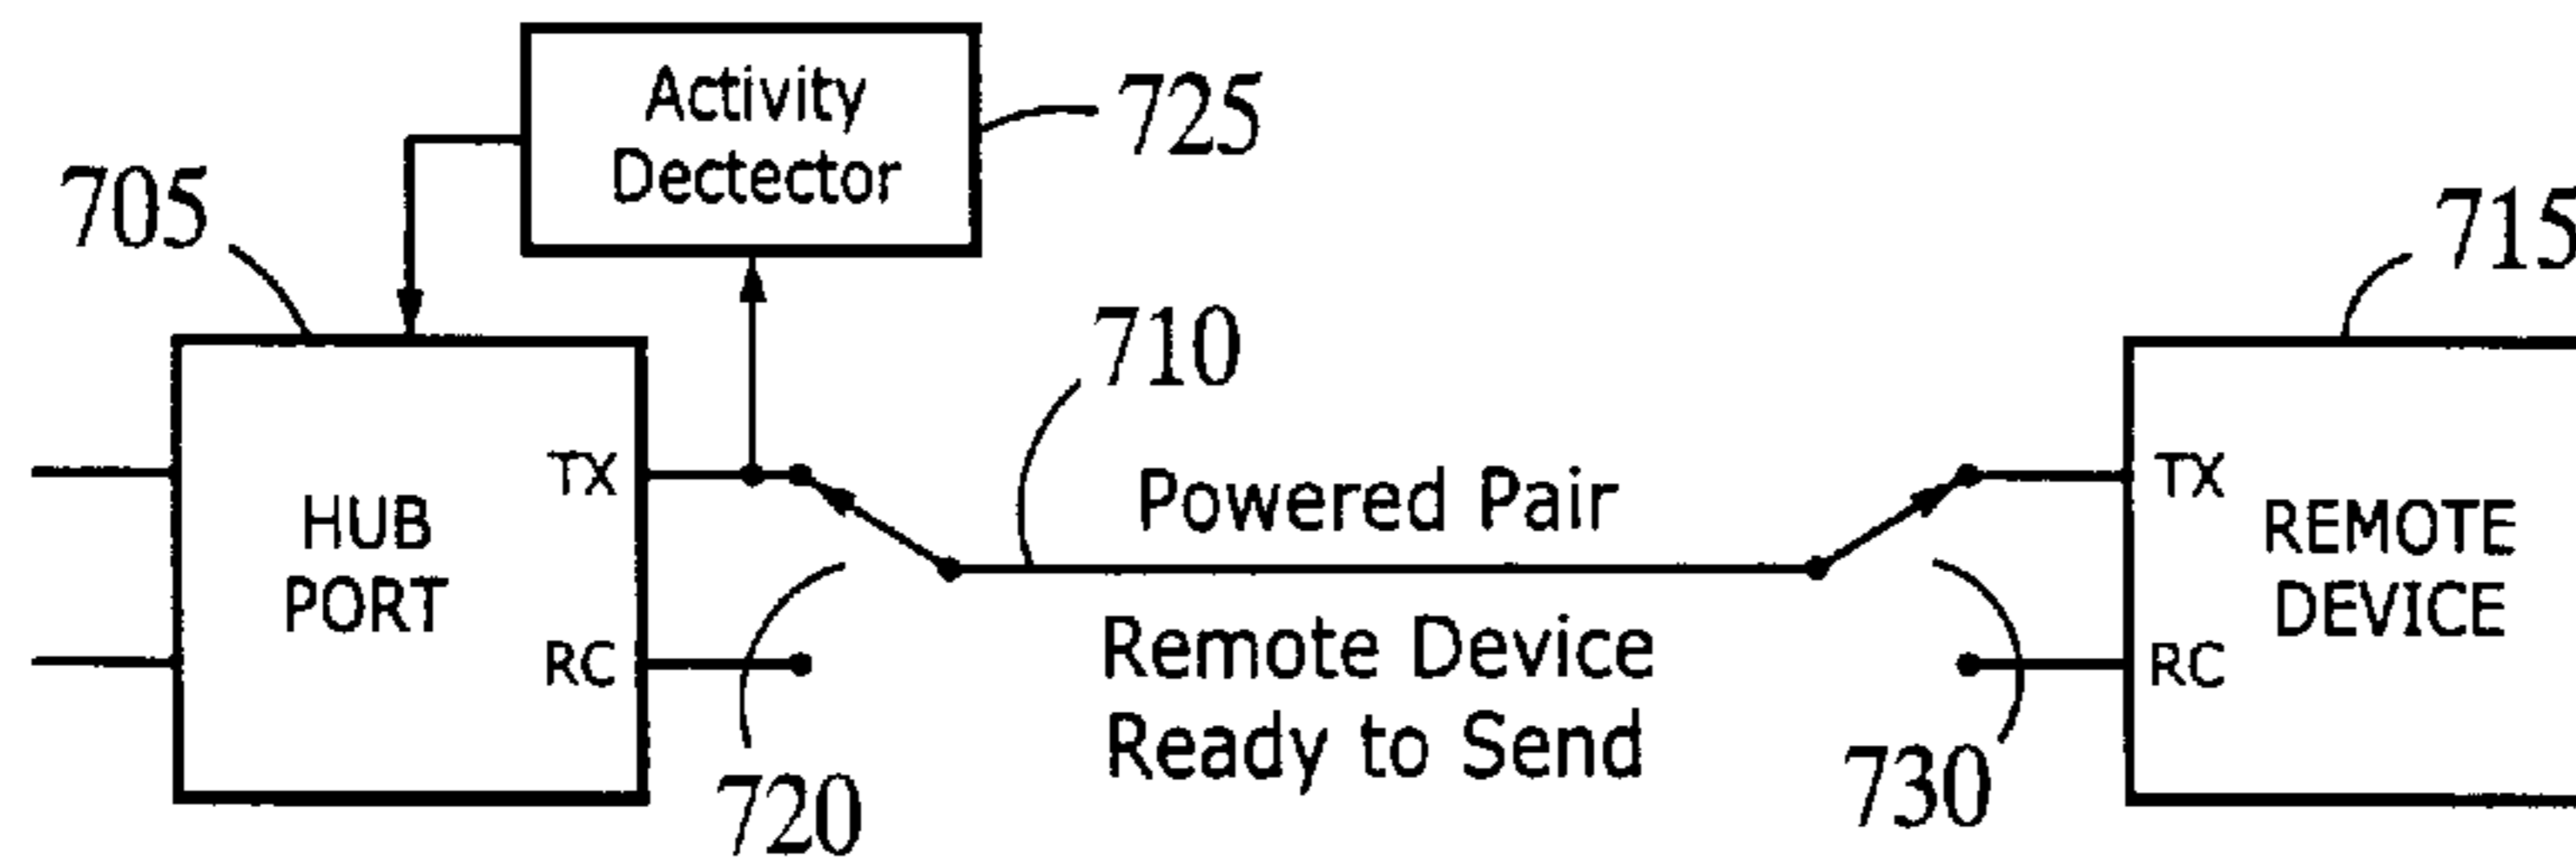 Activity
Dectector
725
705
715
710
TX
HUB
PORT
RC
720
Powered Pair
Remote Device
Ready to Send
730
TX
REMOTE
DEVICE
RC